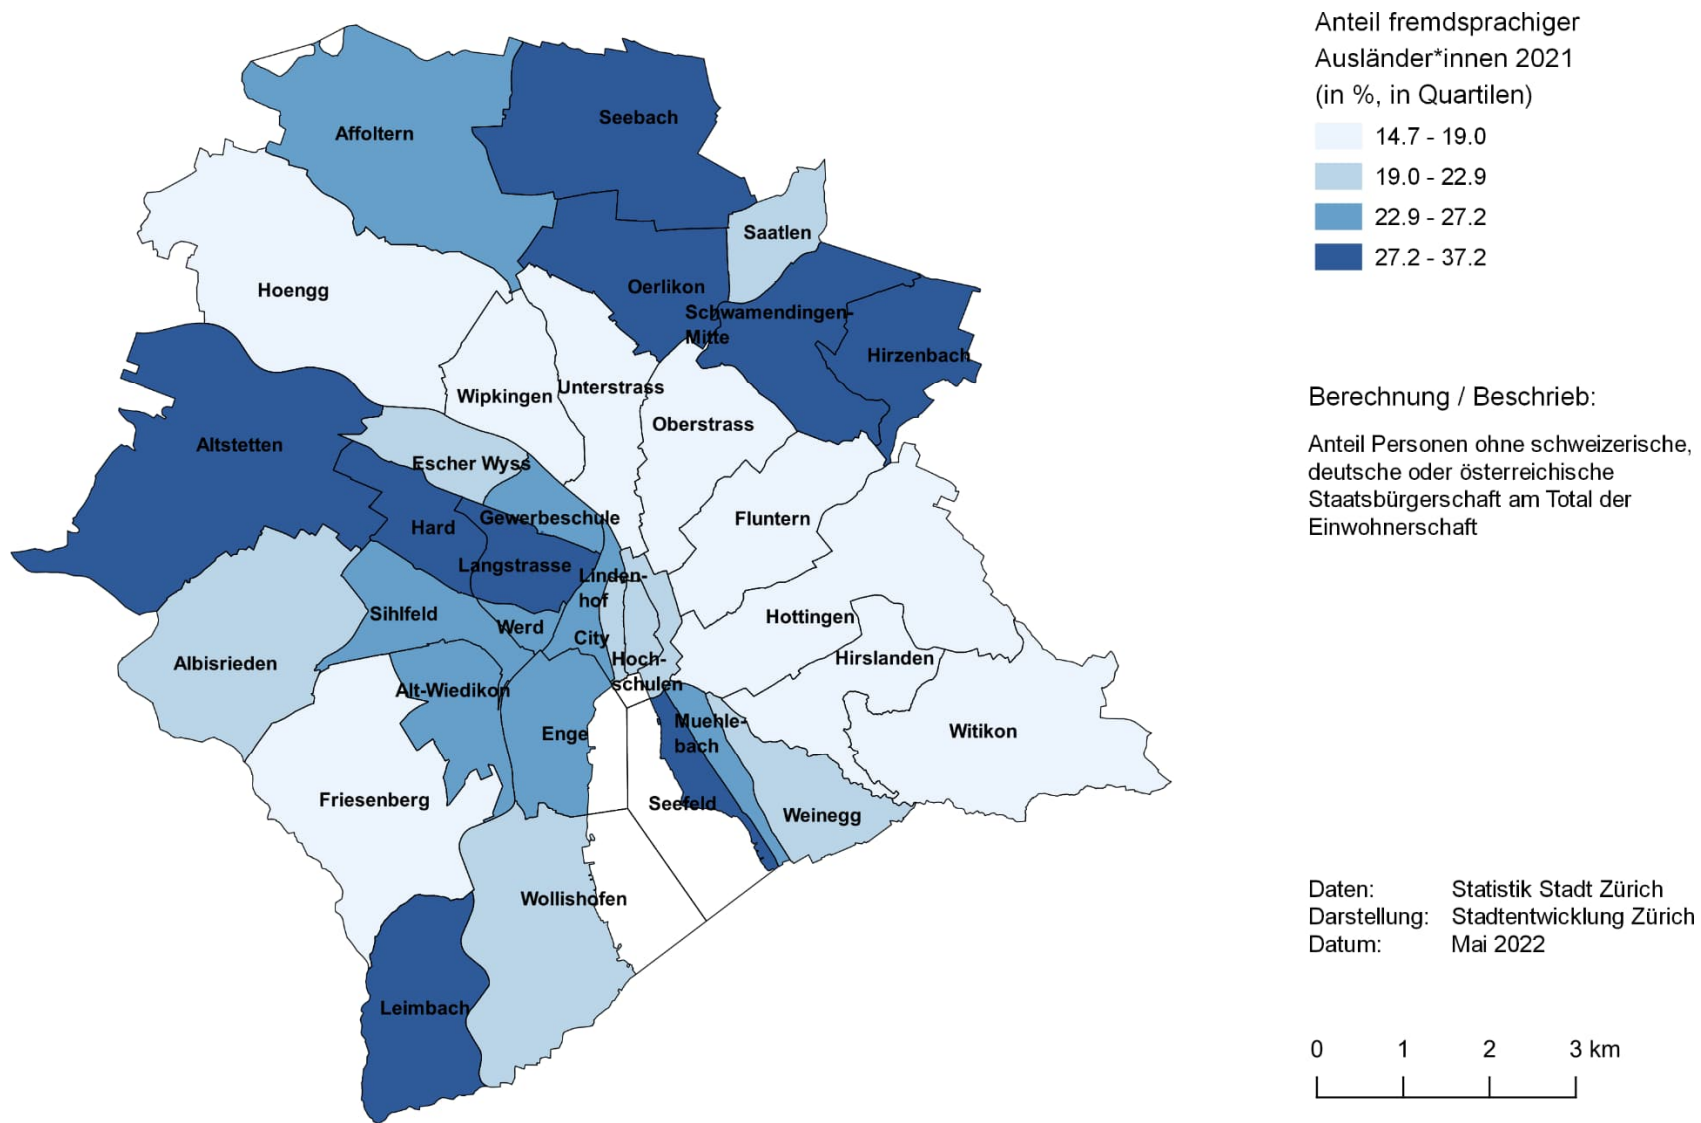 Anteil fremdsprachiger
Ausländer*innen 2021
(in %, in Quartilen)
14.7 - 19.0
19.0 - 22.9
22.9 - 27.2
27.2 - 37.2
Berechnung / Beschrieb:
Anteil Personen ohne schweizerische,
deutsche oder österreichische
Staatsbürgerschaft am Total der
Einwohnerschaft
Daten: Statistik Stadt Zürich
Darstellung: Stadtentwicklung Zürich
Datum: Mai 2022
0 1 2 3 km
Seebach
Affoltern
Saatlen
Oerlikon
Hoengg
Schwamendingen-
Mitte
Hirzenbach
Unterstrass
Wipkingen
Oberstrass
Altstetten
Escher Wyss
Gewerbeschule
Fluntern
Hard
Langstrasse
Linden-
hof
Sihlfeld
Hottingen
Werd
City
Hoch-
schulen
Hirslanden
Albisrieden
Alt-Wiedikon
Muehle-
bach
Enge
Witikon
Friesenberg
Seefeld
Weinegg
Wollishofen
Leimbach